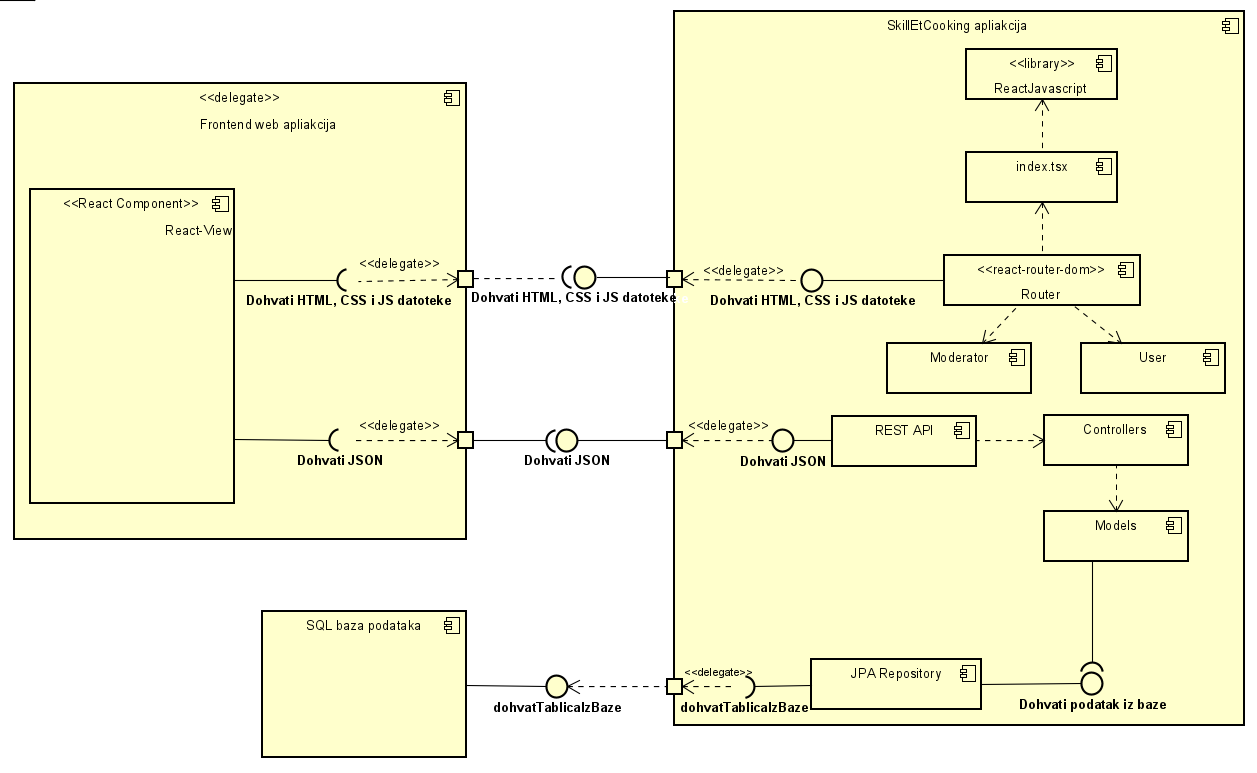 SkillEtCooking apliakcija
<<library>>
ReactJavascript
<<delegate>>
Frontend web apliakcija
index.tsx
<<React Component>>
React-View
<<delegate>>
Dohvati HTML, CSS i JS datoteke
Dohvati HTML, CSS i JS datoteke
<<delegate>>
Dohvati HTML, CSS i JS datoteke
<<react-router-dom>>
Router
Moderator
User
<<delegate>>
Dohvati JSON
Dohvati JSON
<<delegate>>
Dohvati JSON
REST API
Controllers
Models
SQL baza podataka
dohvatTablicaIzBaze
<<delegate>>
dohvatTablicaIzBaze
JPA Repository
Dohvati podatak iz baze